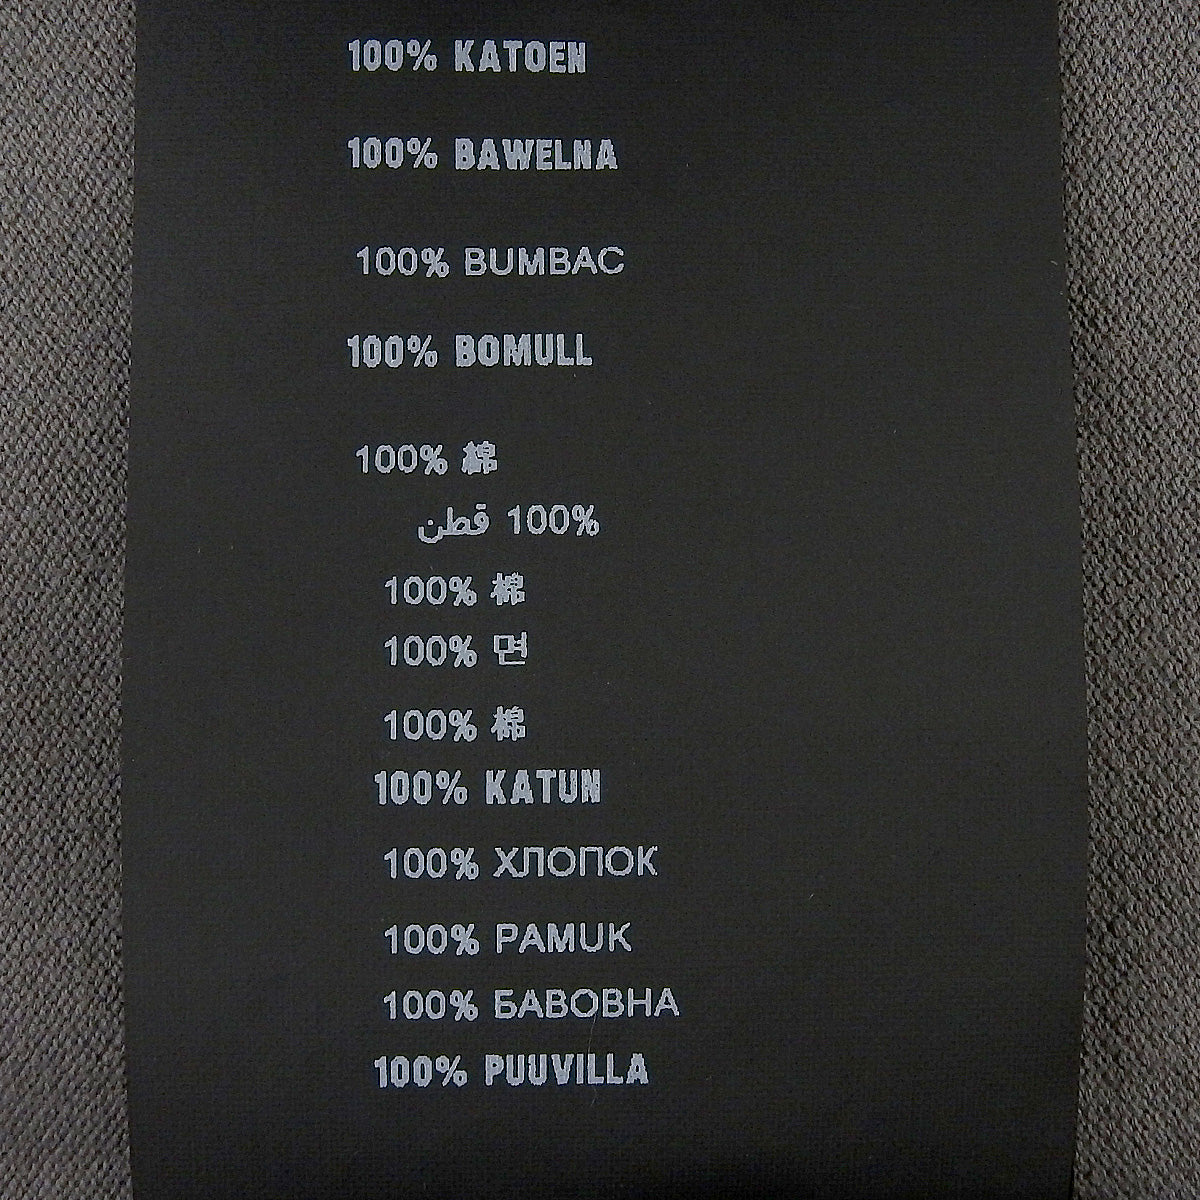 100% KATOEN
100% BAWELNA
100% BUMBAC
100% BOMULL
100% 綿
100% قطن
100% 棉
100% 면
100% 棉
100% KATUN
100% ХЛОПОК
100% PAMUK
100% БАВОВНА
100% PUUVILLA